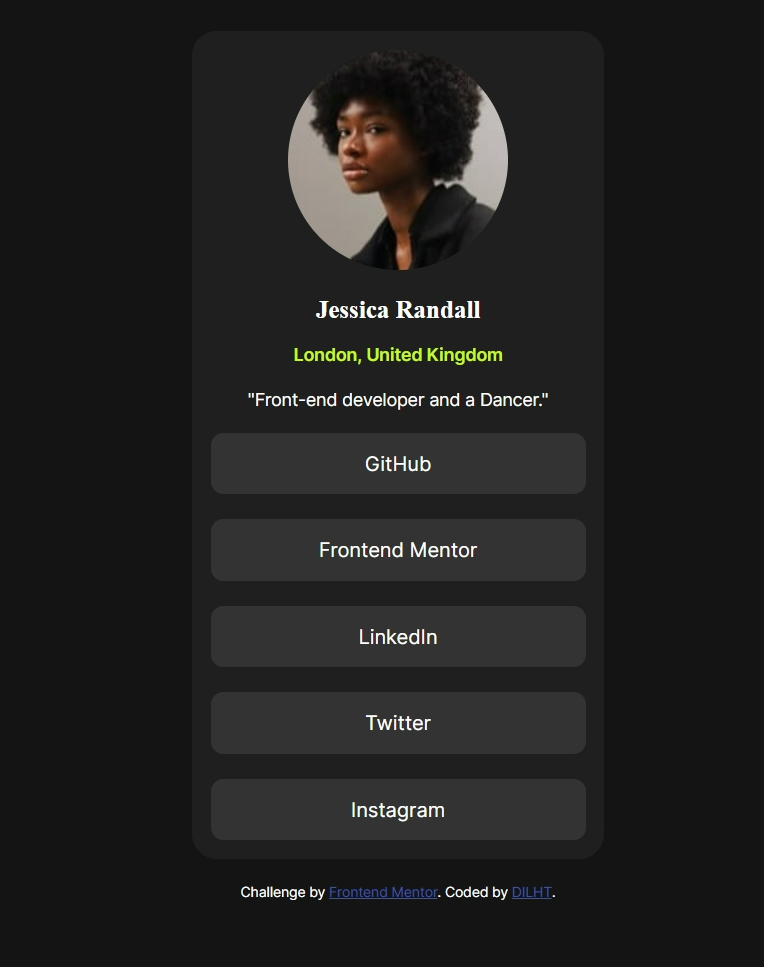 Jessica Randall
London, United Kingdom
"Front-end developer and a Dancer."
GitHub
Frontend Mentor
LinkedIn
Twitter
Instagram
Challenge by Frontend Mentor. Coded by DILHT.